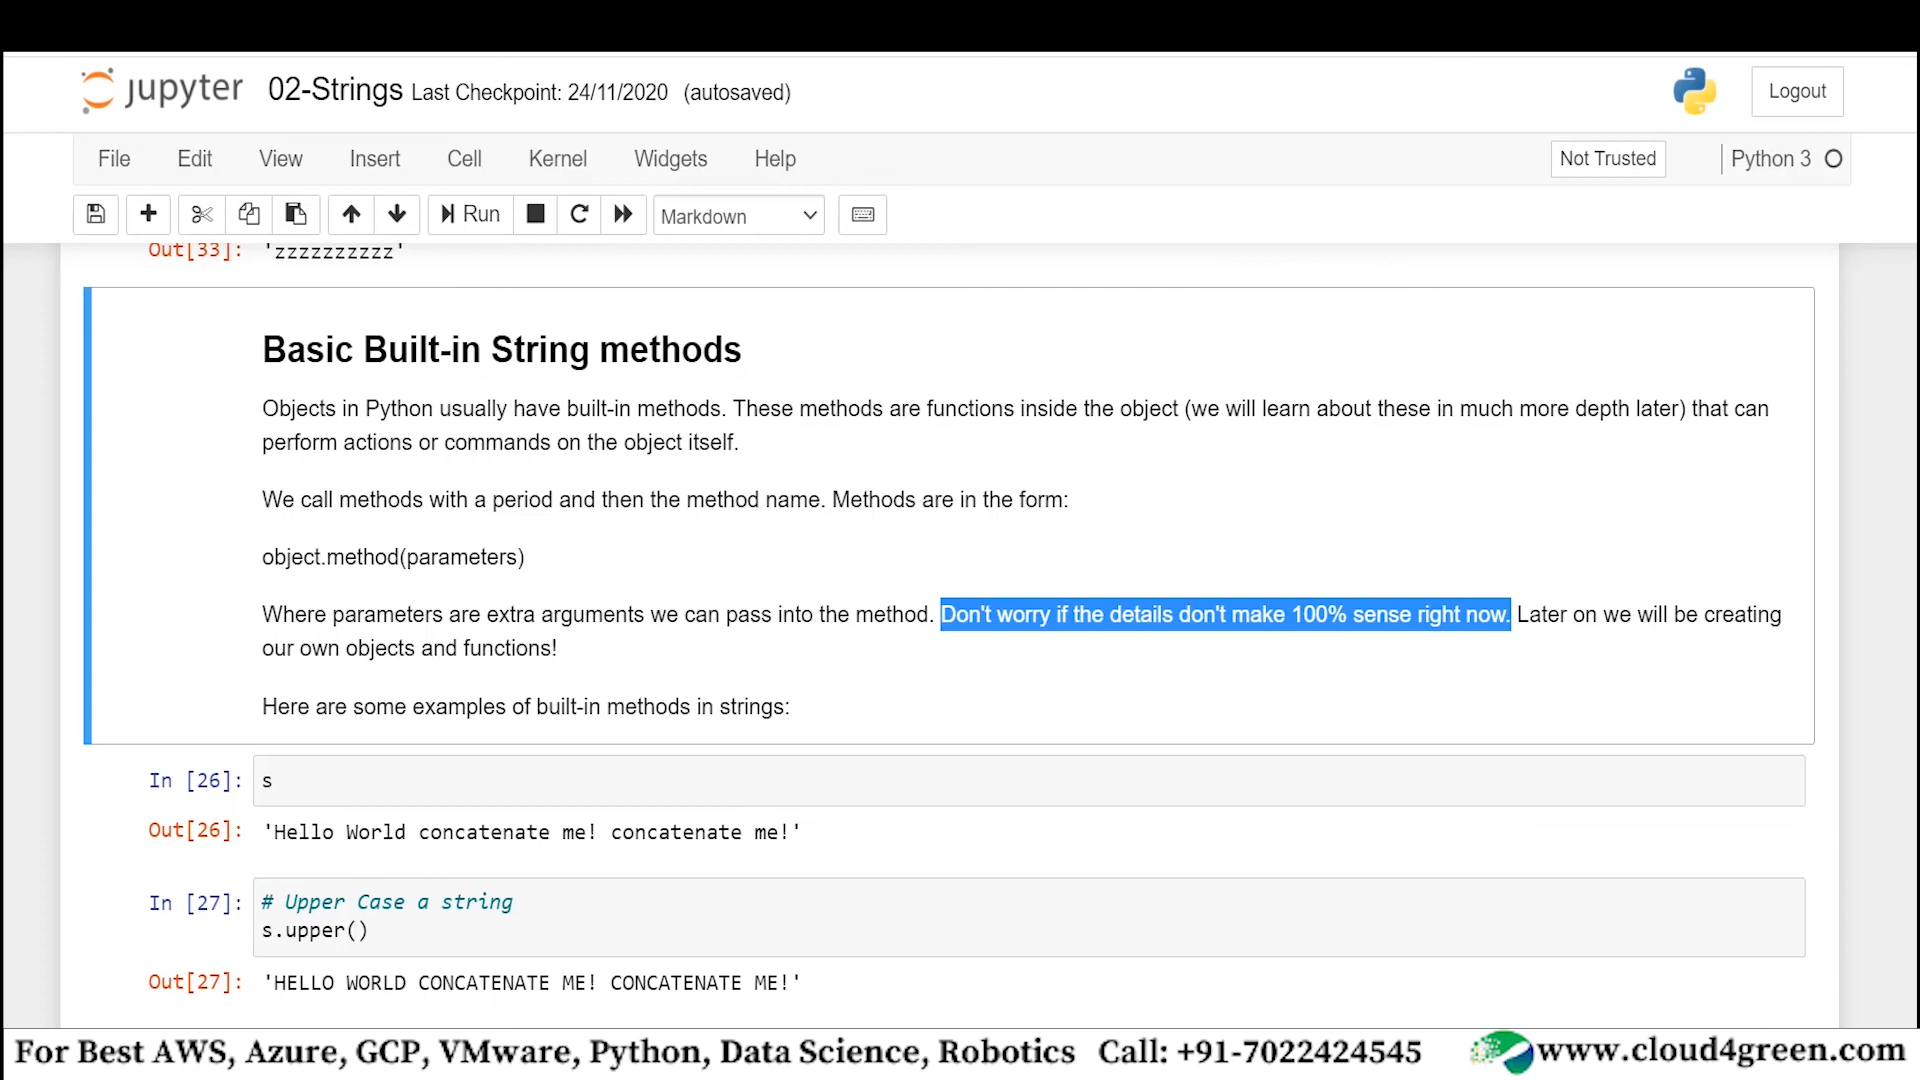 jupyter 02-Strings Last Checkpoint: 24/11/2020 (autosaved) Logout
File Edit View Insert Cell Kernel Widgets Help Not Trusted Python 3
Run Markdown
Out[33]: 'zzzzzzzzzz'
Basic Built-in String methods
Objects in Python usually have built-in methods. These methods are functions inside the object (we will learn about these in much more depth later) that can
perform actions or commands on the object itself.
We call methods with a period and then the method name. Methods are in the form:
object.method(parameters)
Where parameters are extra arguments we can pass into the method. Don't worry if the details don't make 100% sense right now. Later on we will be creating
our own objects and functions!
Here are some examples of built-in methods in strings:
In [26]: s
Out[26]: 'Hello World concatenate me! concatenate me!'
In [27]: # Upper Case a string
s.upper()
Out[27]: 'HELLO WORLD CONCATENATE ME! CONCATENATE ME!'
For Best AWS, Azure, GCP, VMware, Python, Data Science, Robotics Call: +91-7022424545 www.cloud4green.com